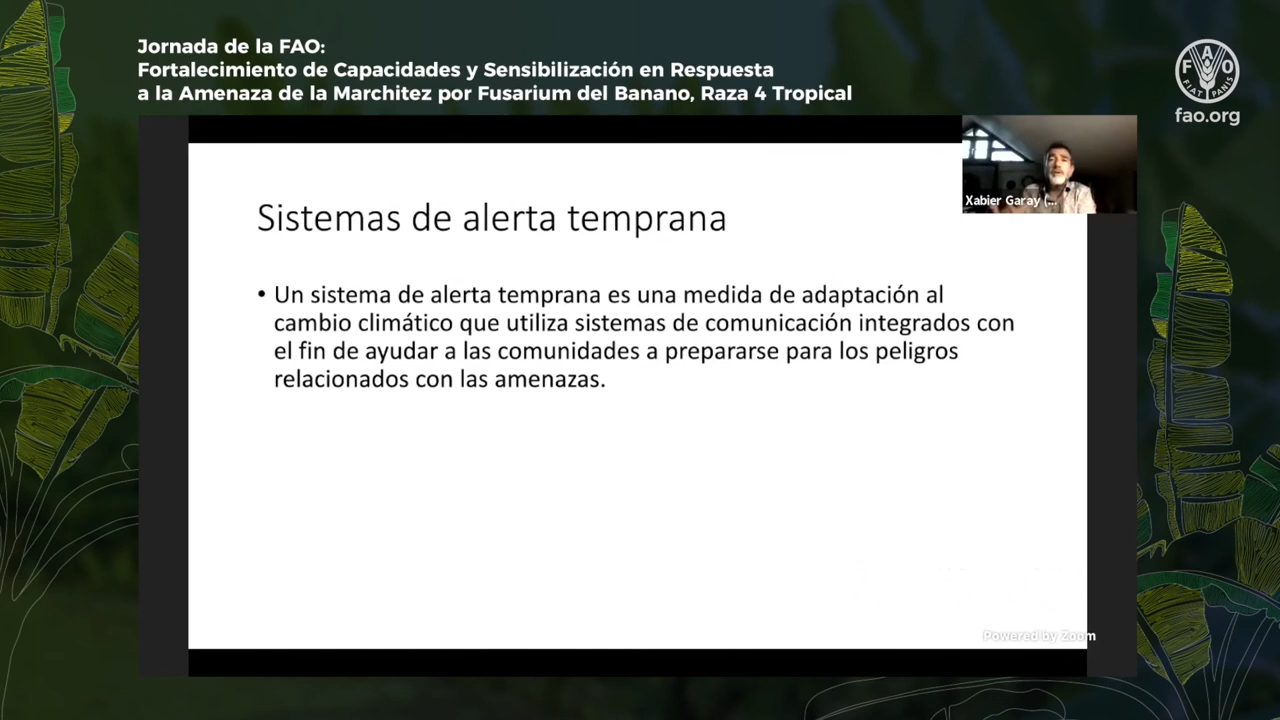 Jornada de la FAO:
Fortalecimiento de Capacidades y Sensibilización en Respuesta
a la Amenaza de la Marchitez por Fusarium del Banano, Raza 4 Tropical
F A O
FIAT PANIS
fao.org
Xabier Garay (...
Sistemas de alerta temprana
• Un sistema de alerta temprana es una medida de adaptación al
cambio climático que utiliza sistemas de comunicación integrados con
el fin de ayudar a las comunidades a prepararse para los peligros
relacionados con las amenazas.
Powered by Zoom